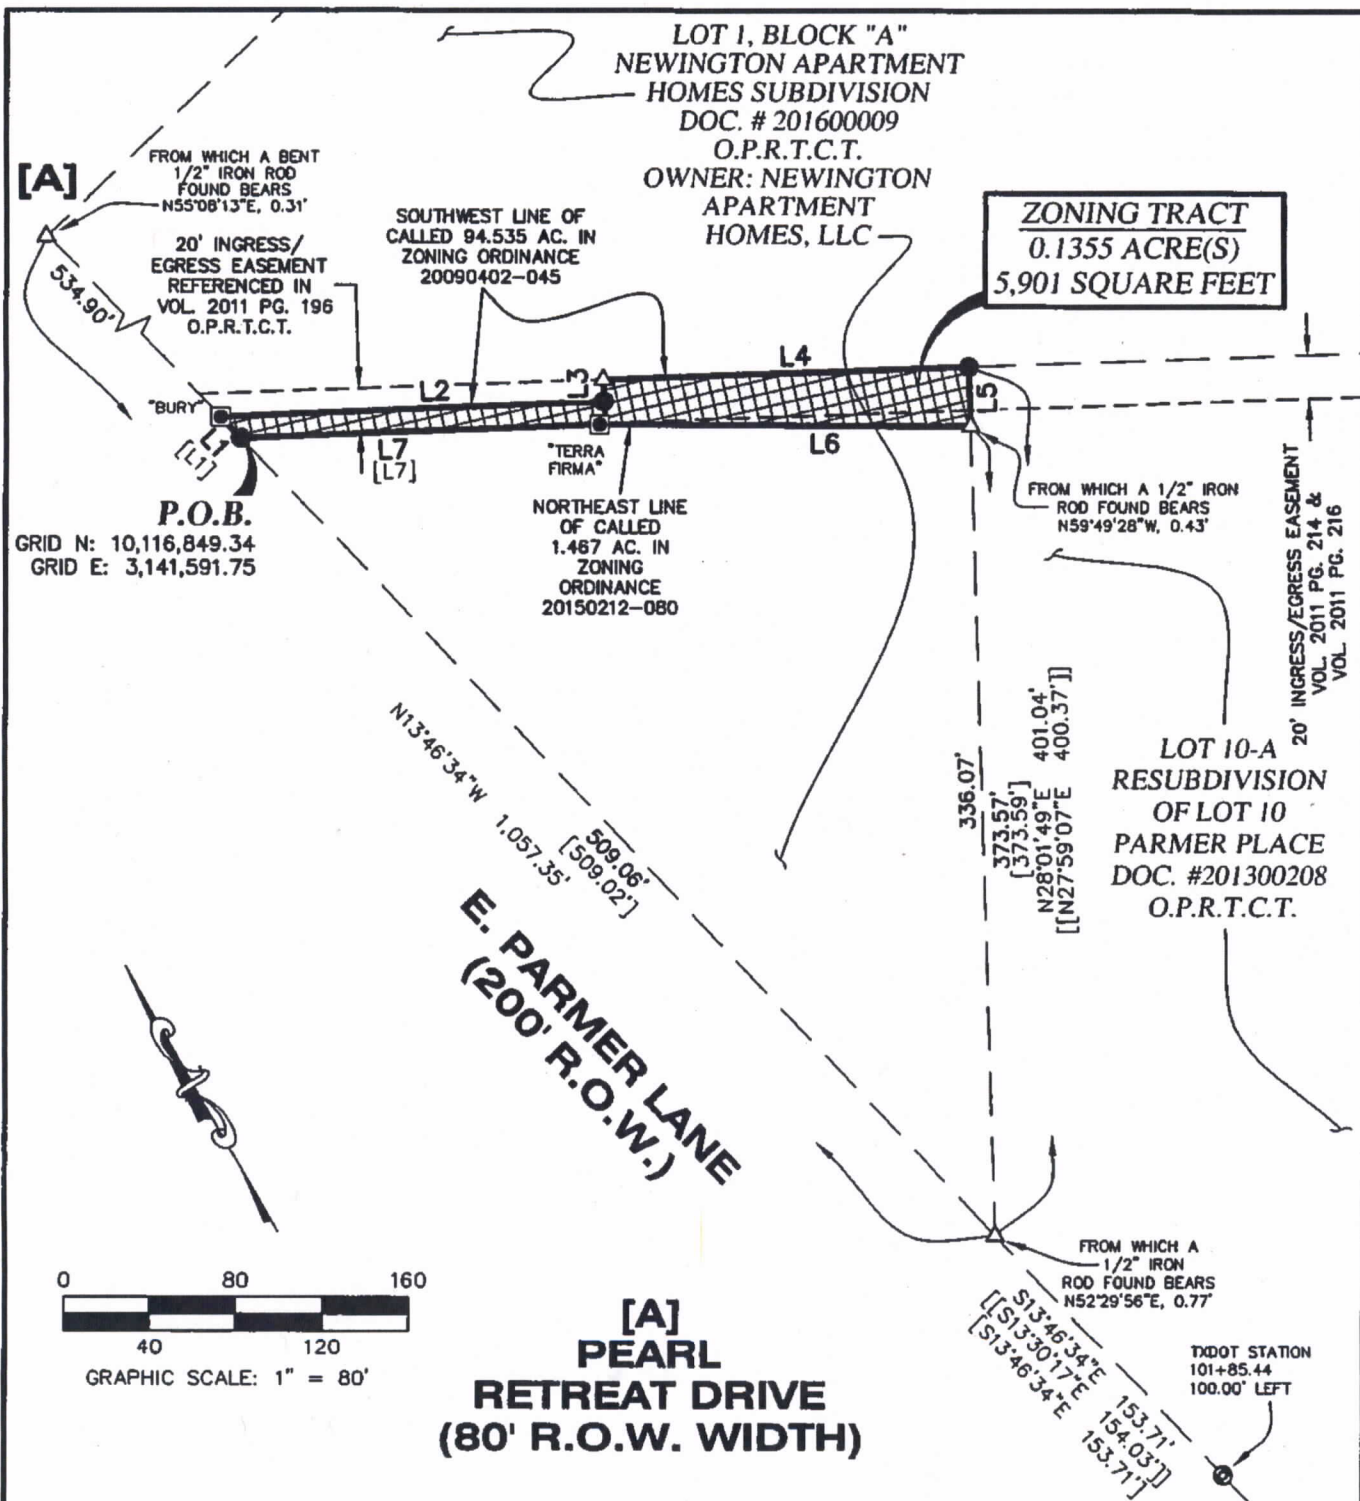 LOT 1, BLOCK "A"
NEWINGTON APARTMENT
HOMES SUBDIVISION
DOC. # 201600009
O.P.R.T.C.T.
OWNER: NEWINGTON
APARTMENT
HOMES, LLC
[A]
FROM WHICH A BENT
1/2" IRON ROD
FOUND BEARS
N55°08'13"E, 0.31'
534.90'
20' INGRESS/
EGRESS EASEMENT
REFERENCED IN
VOL. 2011 PG. 196
O.P.R.T.C.T.
SOUTHWEST LINE OF
CALLED 94.535 AC. IN
ZONING ORDINANCE
20090402-045
ZONING TRACT
0.1355 ACRE(S)
5,901 SQUARE FEET
"BURY"
L1
[L1]
L2
L3
L4
L5
L6
L7
[L7]
"TERRA
FIRMA"
P.O.B.
GRID N: 10,116,849.34
GRID E: 3,141,591.75
NORTHEAST LINE
OF CALLED
1.467 AC. IN
ZONING
ORDINANCE
20150212-080
FROM WHICH A 1/2" IRON
ROD FOUND BEARS
N59°49'28"W, 0.43'
20' INGRESS/EGRESS EASEMENT
VOL. 2011 PG. 214 &
VOL. 2011 PG. 216
N13°46'34"W 1,057.35'
509.06'
[509.02']
336.07'
373.57'
[373.59']
N28°01'49"E 401.04'
[[N27°59'07"E 400.37']]
LOT 10-A
RESUBDIVISION
OF LOT 10
PARMER PLACE
DOC. #201300208
O.P.R.T.C.T.
E. PARMER LANE
(200' R.O.W.)
0 80 160
40 120
GRAPHIC SCALE: 1" = 80'
[A]
PEARL
RETREAT DRIVE
(80' R.O.W. WIDTH)
FROM WHICH A
1/2" IRON
ROD FOUND BEARS
N52°29'56"E, 0.77'
S13°46'34"E 153.71'
[[S13°30'17"E 154.03']]
[S13°46'34"E 153.71']
TXDOT STATION
101+85.44
100.00' LEFT